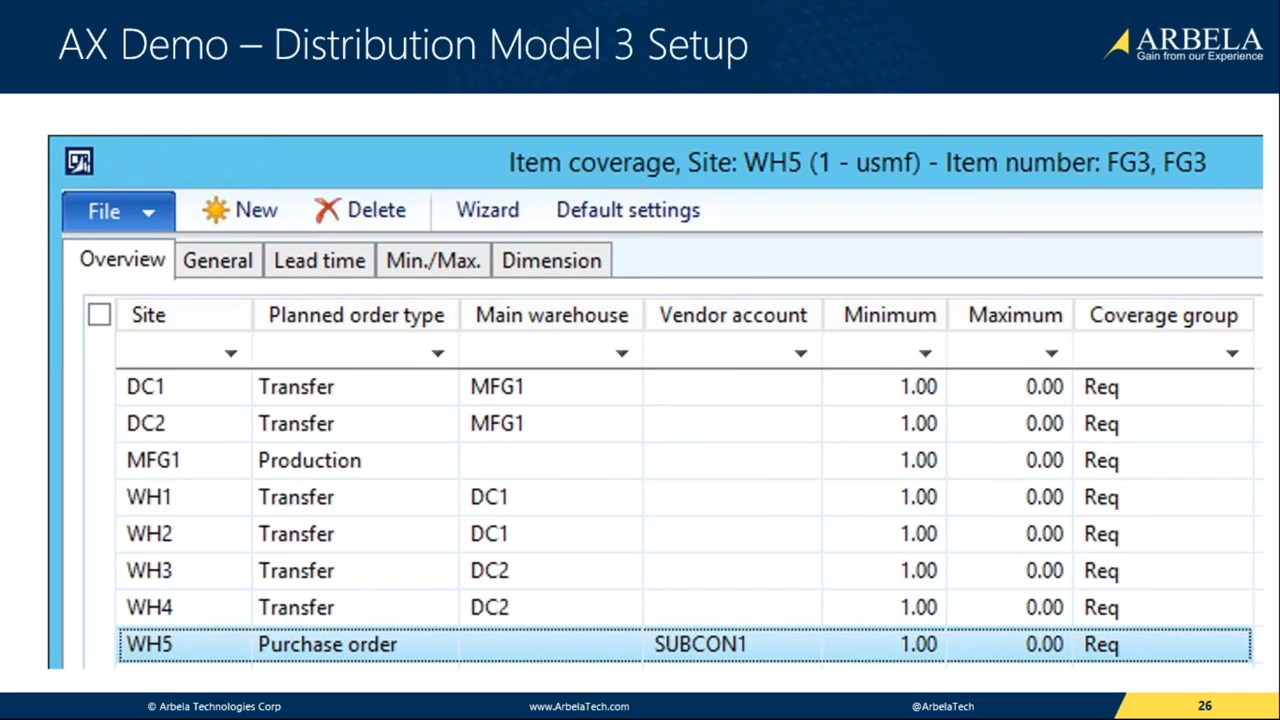 AX Demo – Distribution Model 3 Setup
ARBELA
Gain from our Experience
Item coverage, Site: WH5 (1 - usmf) - Item number: FG3, FG3
File New Delete Wizard Default settings
Overview General Lead time Min./Max. Dimension
Site Planned order type Main warehouse Vendor account Minimum Maximum Coverage group
DC1 Transfer MFG1 1.00 0.00 Req
DC2 Transfer MFG1 1.00 0.00 Req
MFG1 Production 1.00 0.00 Req
WH1 Transfer DC1 1.00 0.00 Req
WH2 Transfer DC1 1.00 0.00 Req
WH3 Transfer DC2 1.00 0.00 Req
WH4 Transfer DC2 1.00 0.00 Req
WH5 Purchase order SUBCON1 1.00 0.00 Req
© Arbela Technologies Corp www.ArbelaTech.com @ArbelaTech 26